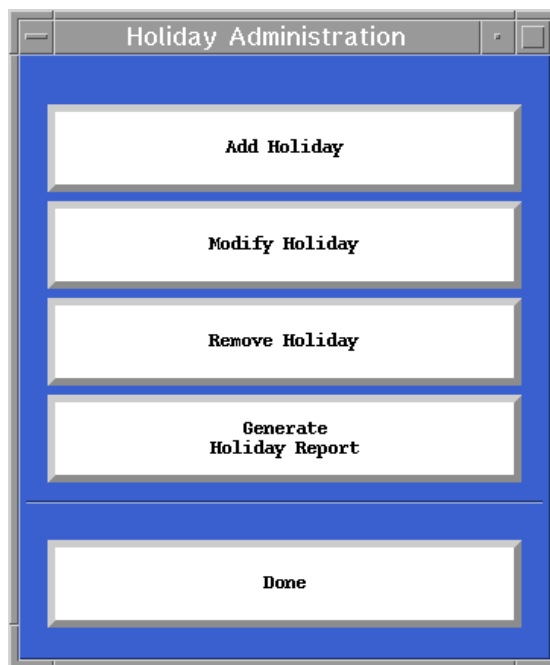 Holiday Administration
Add Holiday
Modify Holiday
Remove Holiday
Generate
Holiday Report
Done